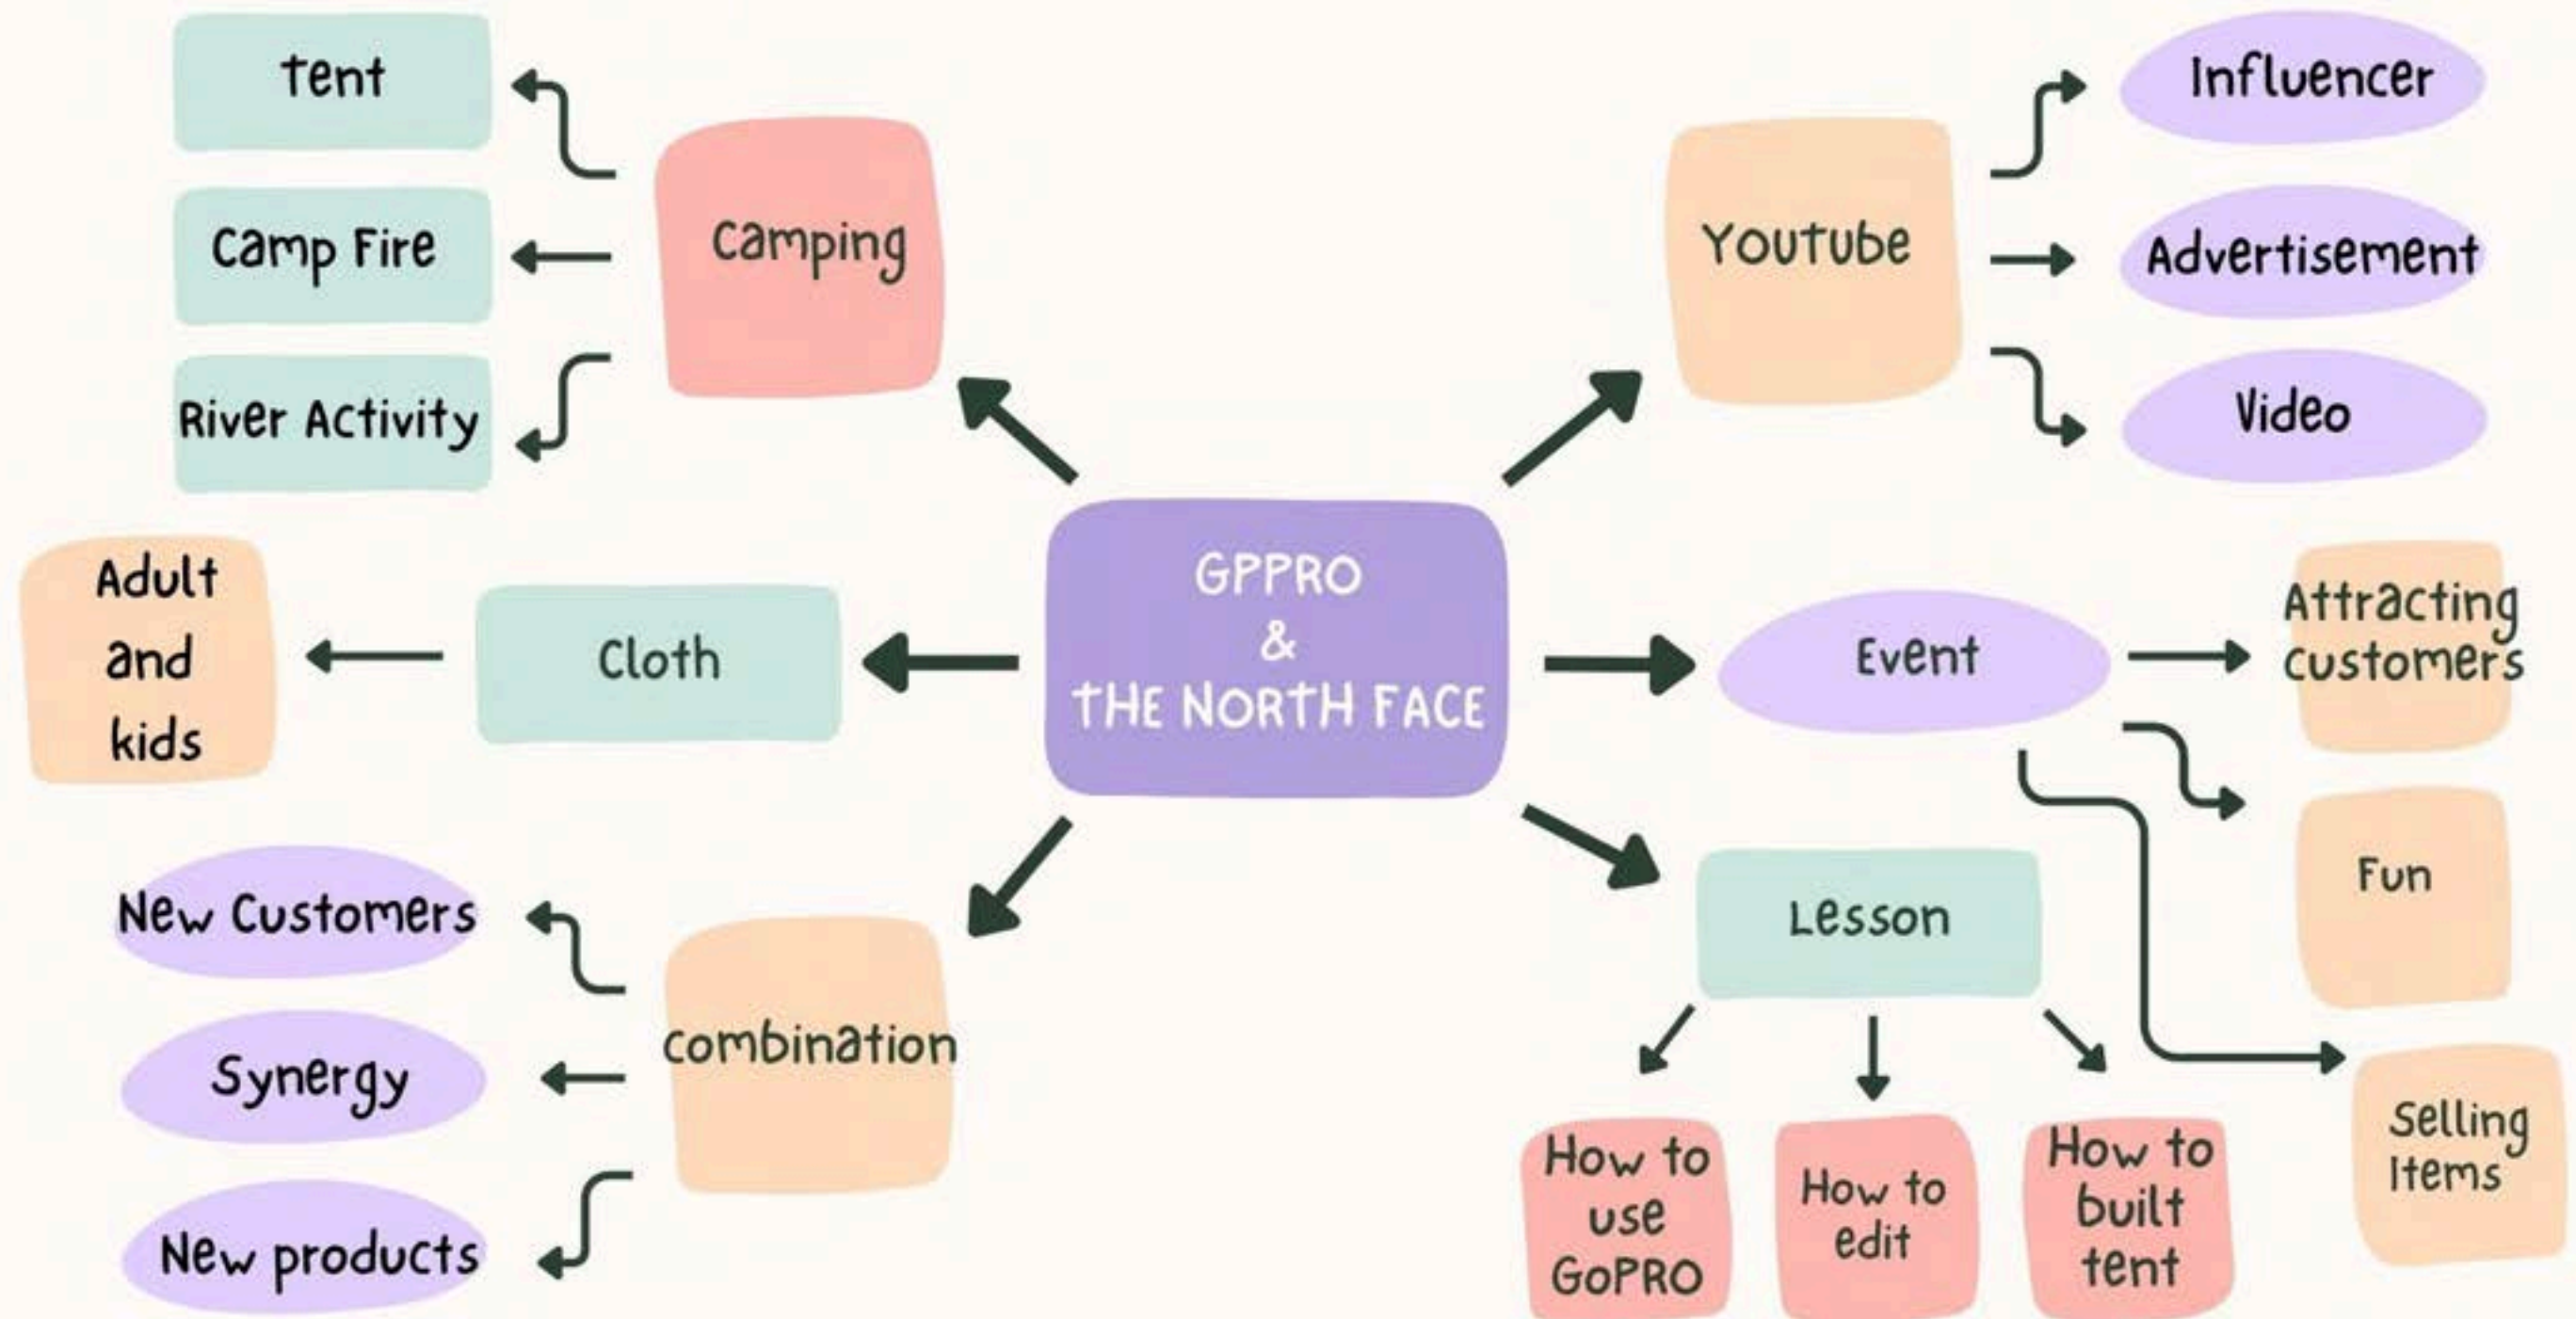 Tent
Camp Fire
River Activity
Camping
Youtube
Influencer
Advertisement
Video
Adult
and
kids
Cloth
GPPRO
&
THE NORTH FACE
Event
Attracting
customers
Fun
Selling
Items
New Customers
Synergy
New products
combination
Lesson
How to
use
GoPRO
How to
edit
How to
built
tent